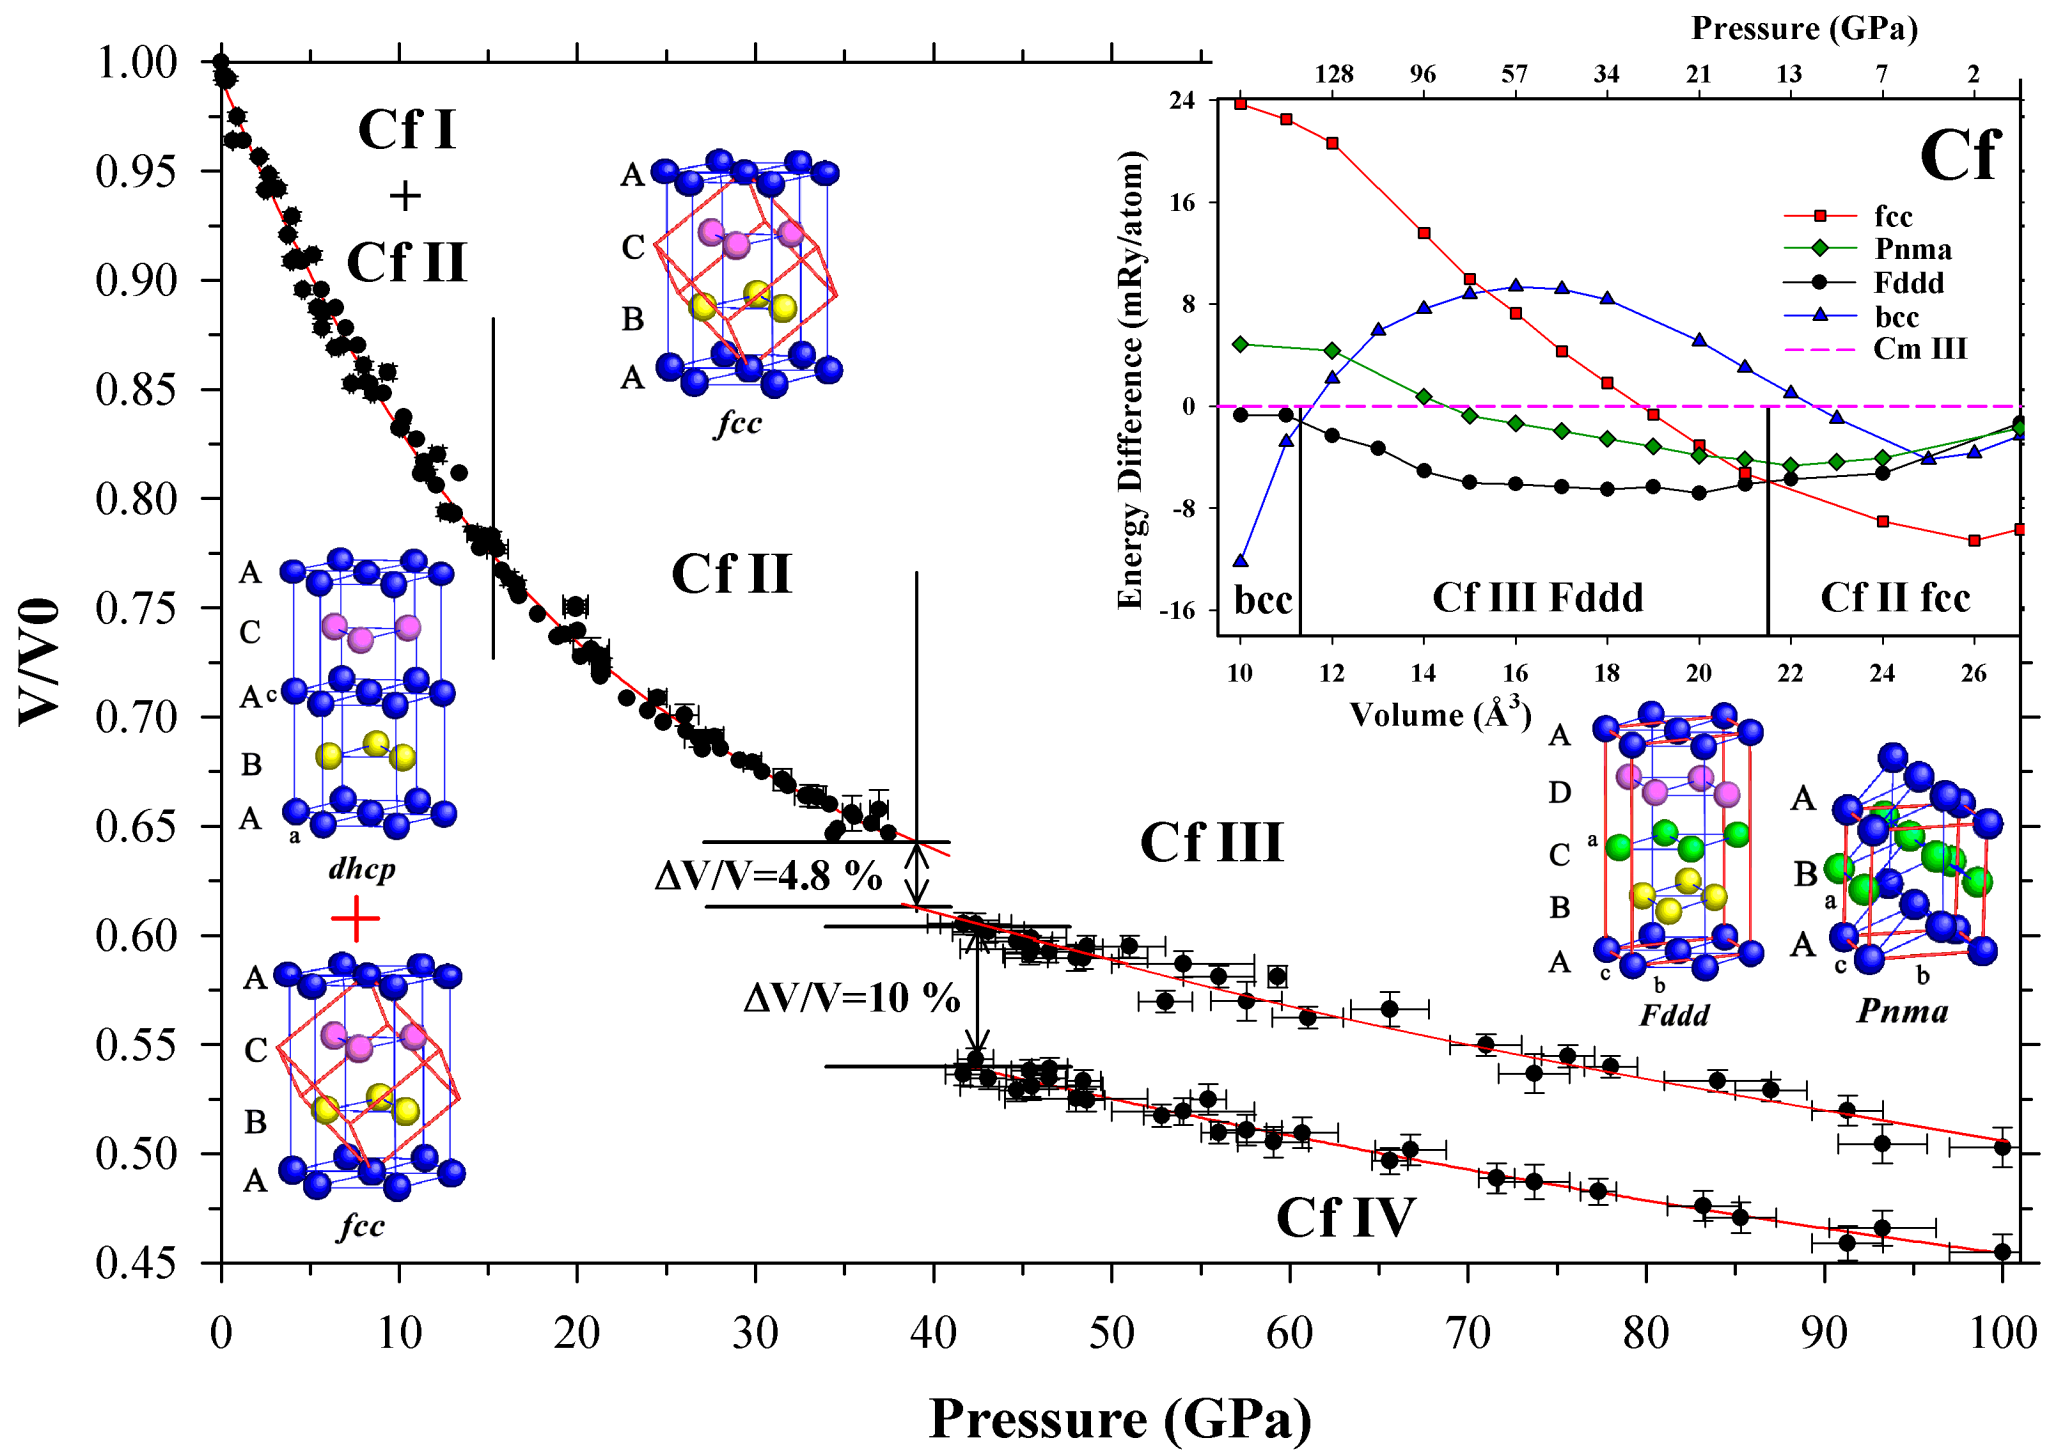 Pressure (GPa)
128 96 57 34 21 13 7 2
24
16
8
0
-8
-16
Energy Difference (mRy/atom)
Cf
fcc
Pnma
Fddd
bcc
Cm III
bcc
Cf III Fddd
Cf II fcc
10 12 14 16 18 20 22 24 26
Volume (Å³)
1.00
0.95
0.90
0.85
0.80
0.75
0.70
0.65
0.60
0.55
0.50
0.45
V/V0
Cf I
+
Cf II
A
C
B
A
fcc
Cf II
A
C
A c
B
A
a
dhcp
+
A
C
B
A
fcc
ΔV/V=4.8 %
ΔV/V=10 %
Cf III
Cf IV
A
D
a C
B
A
c b
Fddd
A
B
a
A
c b
Pnma
0 10 20 30 40 50 60 70 80 90 100
Pressure (GPa)